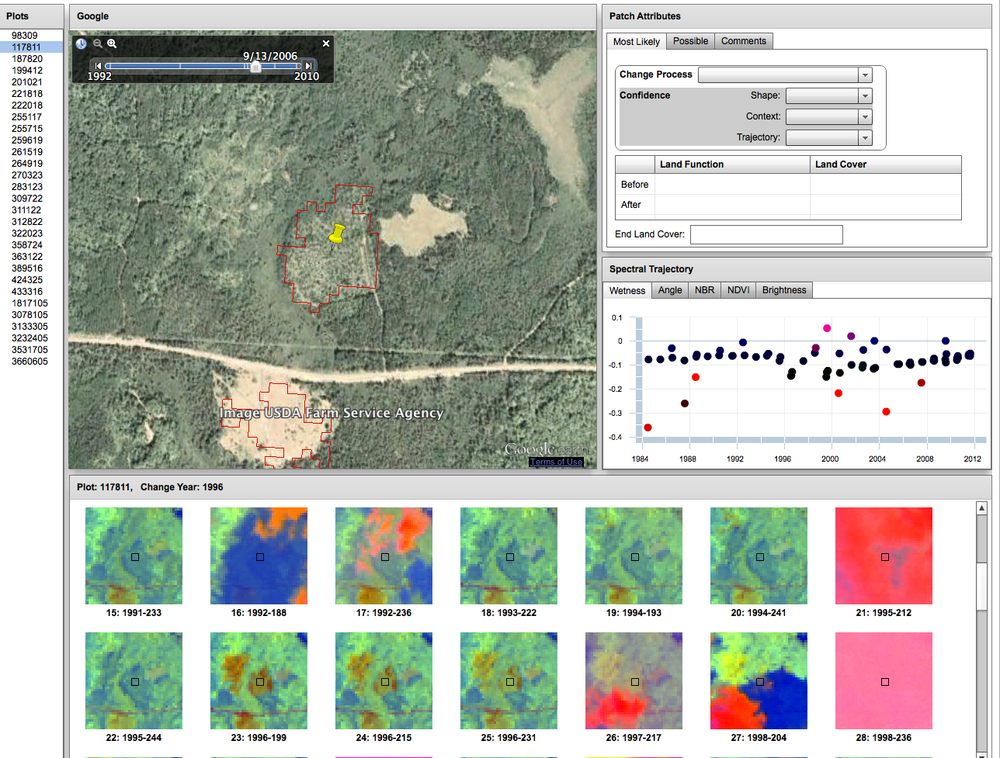 Plots
98309
117811
187820
199412
201021
221818
222018
255117
255715
259619
261519
264919
270323
283123
309722
311122
312822
322023
358724
363122
389516
424325
433316
1817105
3078105
3133305
3232405
3531705
3660605
Google
9/13/2006
1992 2010
Image USDA Farm Service Agency
Google earth
Terms of Use
Patch Attributes
Most Likely Possible Comments
Change Process
Confidence Shape:
Context:
Trajectory:
Land Function Land Cover
Before
After
End Land Cover:
Spectral Trajectory
Wetness Angle NBR NDVI Brightness
0.1
0
-0.1
-0.2
-0.3
-0.4
1984 1988 1992 1996 2000 2004 2008 2012
Plot: 117811, Change Year: 1996
15: 1991-233 16: 1992-188 17: 1992-236 18: 1993-222 19: 1994-193 20: 1994-241 21: 1995-212
22: 1995-244 23: 1996-199 24: 1996-215 25: 1996-231 26: 1997-217 27: 1998-204 28: 1998-236